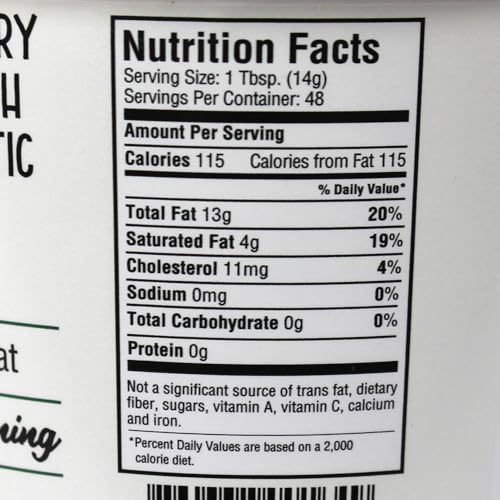 RY
H
TIC
at
ning
Nutrition Facts
Serving Size: 1 Tbsp. (14g)
Servings Per Container: 48
Amount Per Serving
Calories 115 Calories from Fat 115
% Daily Value*
Total Fat 13g 20%
Saturated Fat 4g 19%
Cholesterol 11mg 4%
Sodium 0mg 0%
Total Carbohydrate 0g 0%
Protein 0g
Not a significant source of trans fat, dietary
fiber, sugars, vitamin A, vitamin C, calcium
and iron.
*Percent Daily Values are based on a 2,000
calorie diet.